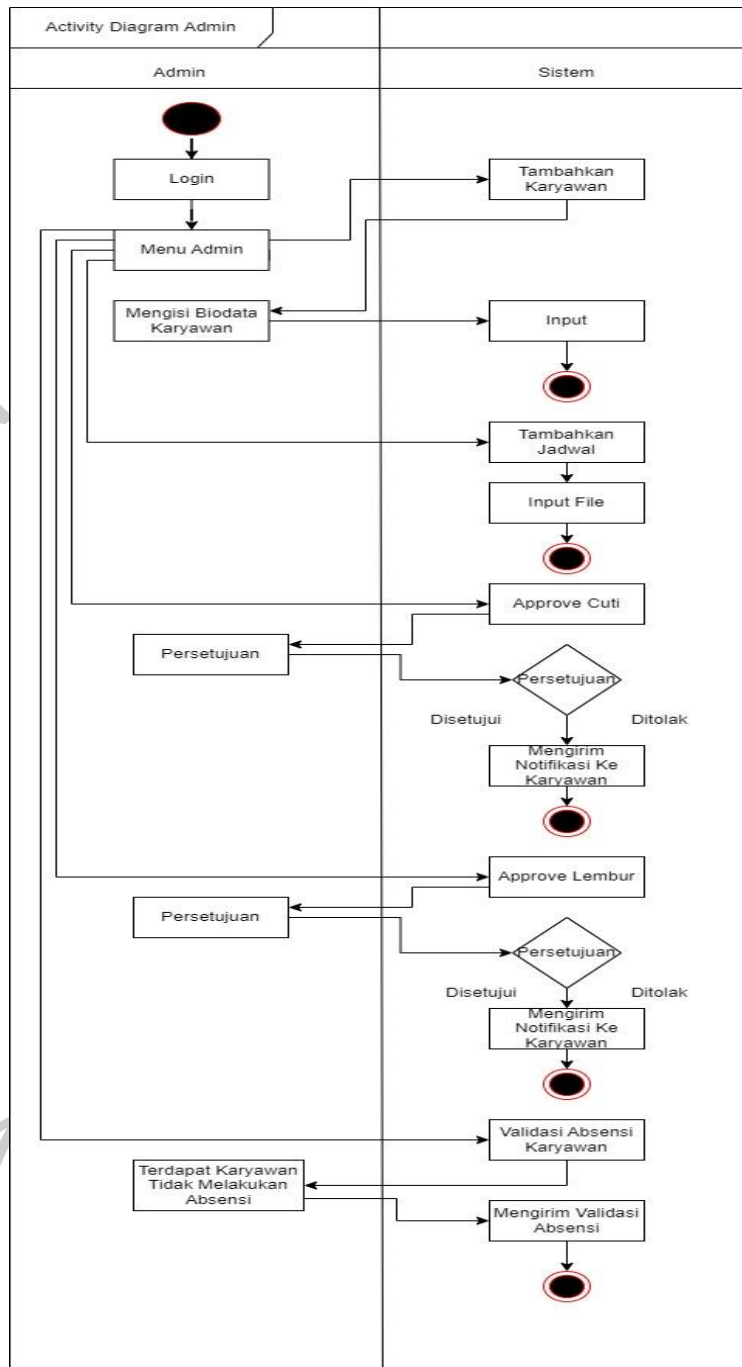 Activity Diagram Admin
Admin
Sistem
Login
Tambahkan
Karyawan
Menu Admin
Mengisi Biodata
Karyawan
Input
Tambahkan
Jadwal
Input File
Approve Cuti
Persetujuan
Persetujuan
Disetujui
Ditolak
Mengirim
Notifikasi Ke
Karyawan
Approve Lembur
Persetujuan
Persetujuan
Disetujui
Ditolak
Mengirim
Notifikasi Ke
Karyawan
Validasi Absensi
Karyawan
Terdapat Karyawan
Tidak Melakukan
Absensi
Mengirim Validasi
Absensi